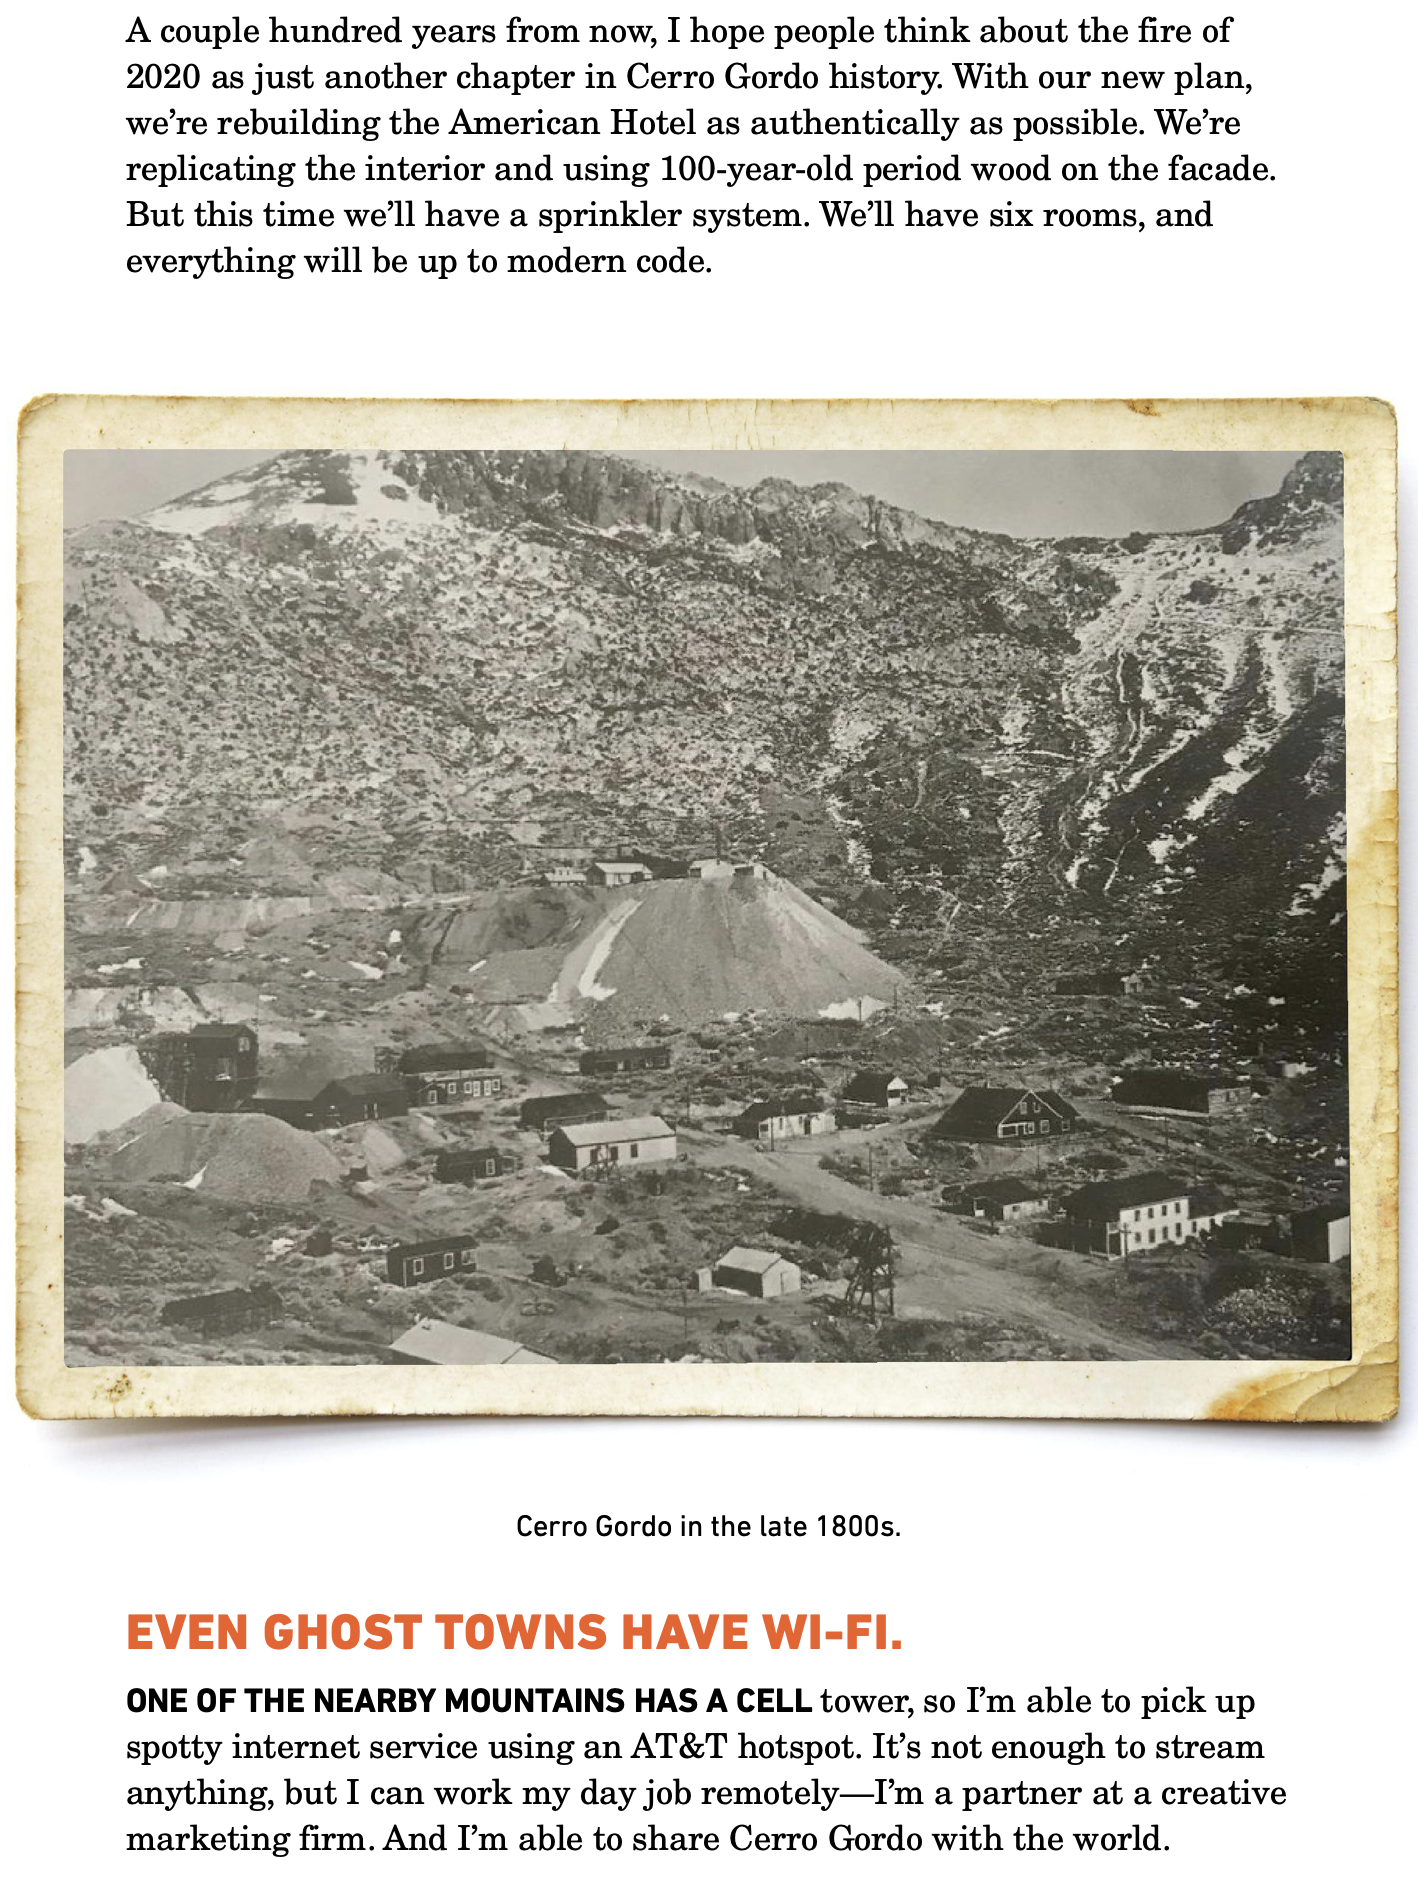 A couple hundred years from now, I hope people think about the fire of
2020 as just another chapter in Cerro Gordo history. With our new plan,
we’re rebuilding the American Hotel as authentically as possible. We’re
replicating the interior and using 100-year-old period wood on the facade.
But this time we’ll have a sprinkler system. We’ll have six rooms, and
everything will be up to modern code.
Cerro Gordo in the late 1800s.
EVEN GHOST TOWNS HAVE WI-FI.
ONE OF THE NEARBY MOUNTAINS HAS A CELL tower, so I’m able to pick up
spotty internet service using an AT&T hotspot. It’s not enough to stream
anything, but I can work my day job remotely—I’m a partner at a creative
marketing firm. And I’m able to share Cerro Gordo with the world.